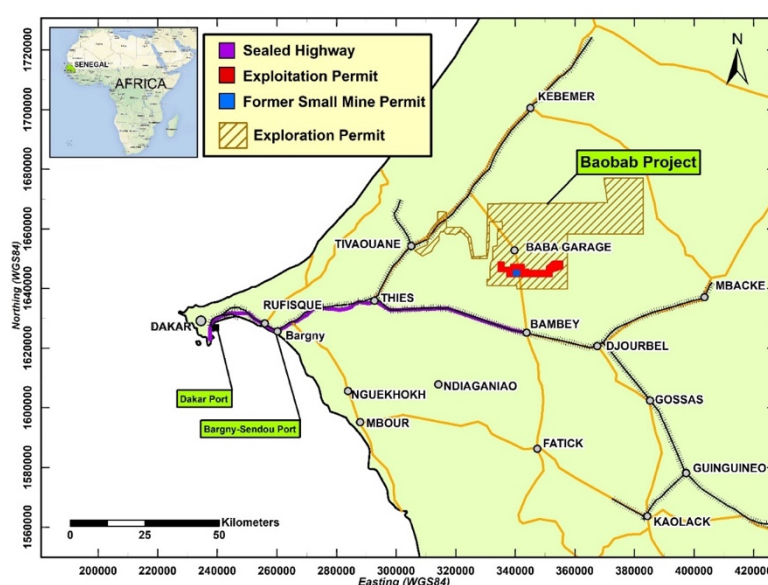 SENEGAL
AFRICA
Sealed Highway
Exploitation Permit
Former Small Mine Permit
Exploration Permit
N
Baobab Project
KEBEMER
TIVAOUANE
BABA GARAGE
MBACKE
THIES
RUFISQUE
DAKAR
Bargny
BAMBEY
DJOURBEL
Dakar Port
Bargny-Sendou Port
NGUEKHOKH
NDIAGANIAO
GOSSAS
MBOUR
FATICK
GUINGUINEO
KAOLACK
Kilometers
0 25 50
Northing (WGS84)
1720000
1700000
1680000
1660000
1640000
1620000
1600000
1580000
1560000
200000 220000 240000 260000 280000 300000 320000 340000 360000 380000 400000 420000
Easting (WGS84)